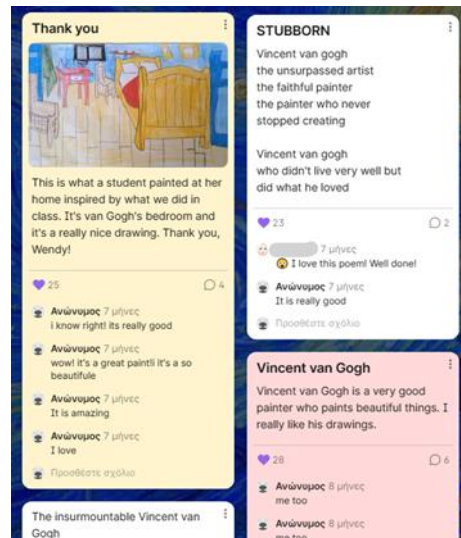 Thank you
This is what a student painted at her
home inspired by what we did in
class. It's van Gogh's bedroom and
it's a really nice drawing. Thank you,
Wendy!
25
4
Ανώνυμος 7 μήνες
i know right! its really good
Ανώνυμος 7 μήνες
wow! it's a great paintli it's a so
beautifule
Ανώνυμος 7 μήνες
It is amazing
Ανώνυμος 7 μήνες
I love
Προσθέστε σχόλιο
The insurmountable Vincent van
Gogh
STUBBORN
Vincent van gogh
the unsurpassed artist
the faithful painter
the painter who never
stopped creating
Vincent van gogh
who didn't live very well but
did what he loved
23
2
7 μήνες
I love this poem! Well done!
Ανώνυμος 7 μήνες
It is really good
Προσθέστε σχόλιο
Vincent van Gogh
Vincent van Gogh is a very good
painter who paints beautiful things. I
really like his drawings.
28
6
Ανώνυμος 8 μήνες
me too
Ανώνυμος 8 μήνες
me too